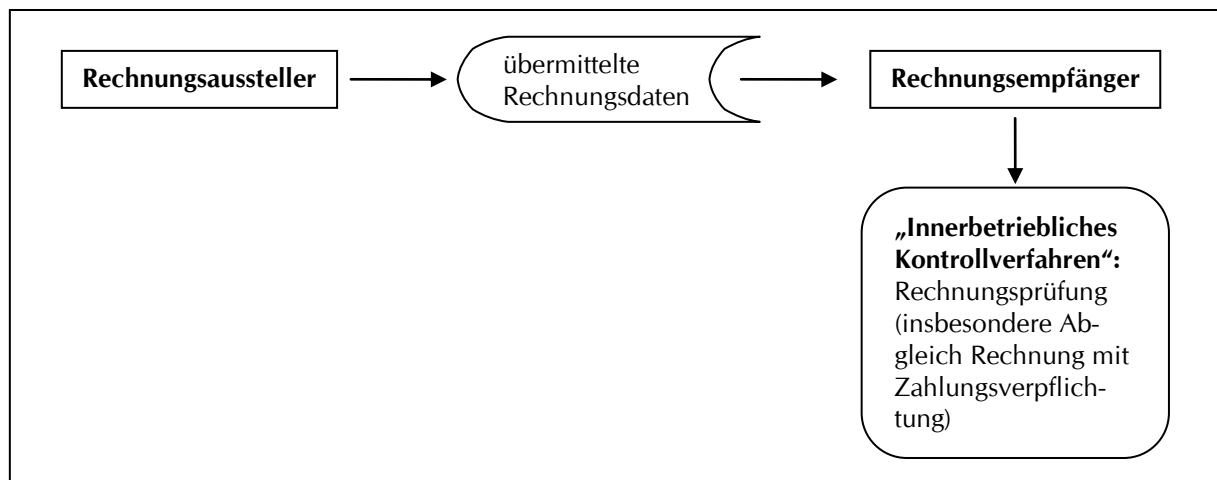 Rechnungsaussteller
übermittelte
Rechnungsdaten
Rechnungsempfänger
„Innerbetriebliches
Kontrollverfahren“:
Rechnungsprüfung
(insbesondere Ab-
gleich Rechnung mit
Zahlungsverpflich-
tung)